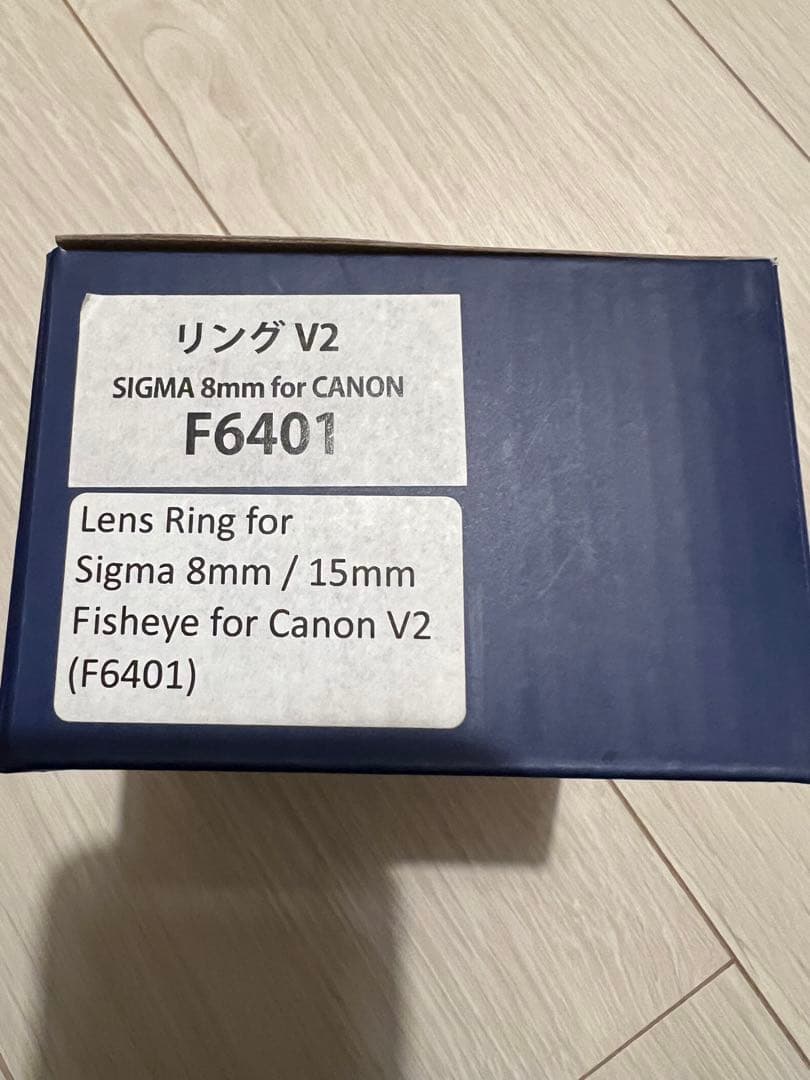 リング V2
SIGMA 8mm for CANON
F6401
Lens Ring for
Sigma 8mm / 15mm
Fisheye for Canon V2
(F6401)